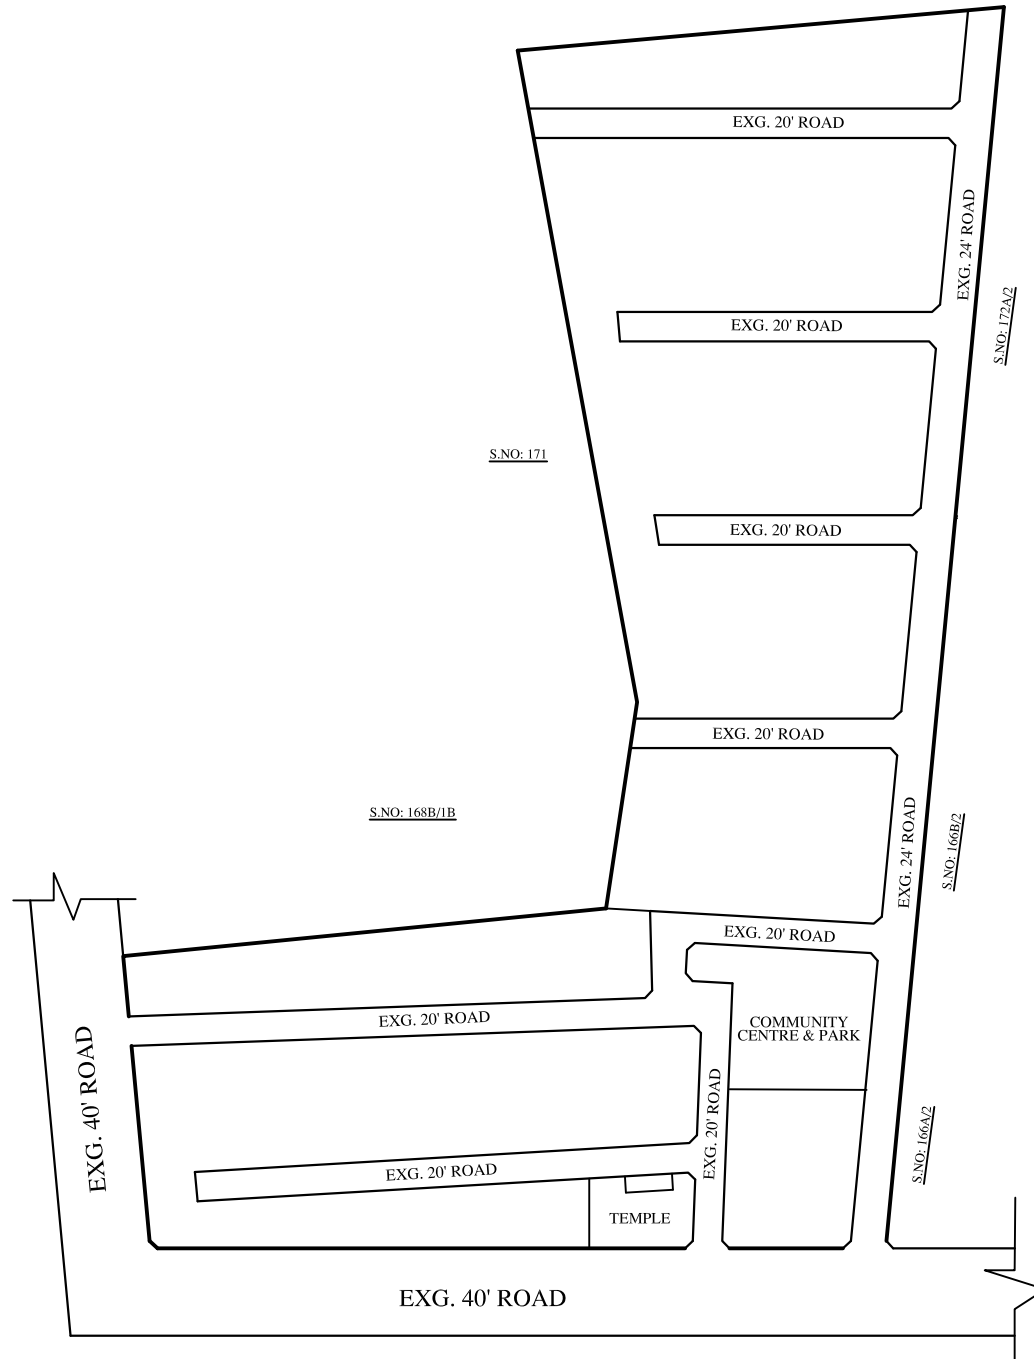 EXG. 20' ROAD
EXG. 24' ROAD
S.NO: 172A/2
EXG. 20' ROAD
S.NO: 171
EXG. 20' ROAD
EXG. 20' ROAD
S.NO: 168B/1B
EXG. 24' ROAD
S.NO: 166B/2
EXG. 20' ROAD
EXG. 20' ROAD
COMMUNITY
CENTRE & PARK
EXG. 40' ROAD
EXG. 20' ROAD
S.NO: 166A/2
EXG. 20' ROAD
TEMPLE
EXG. 40' ROAD